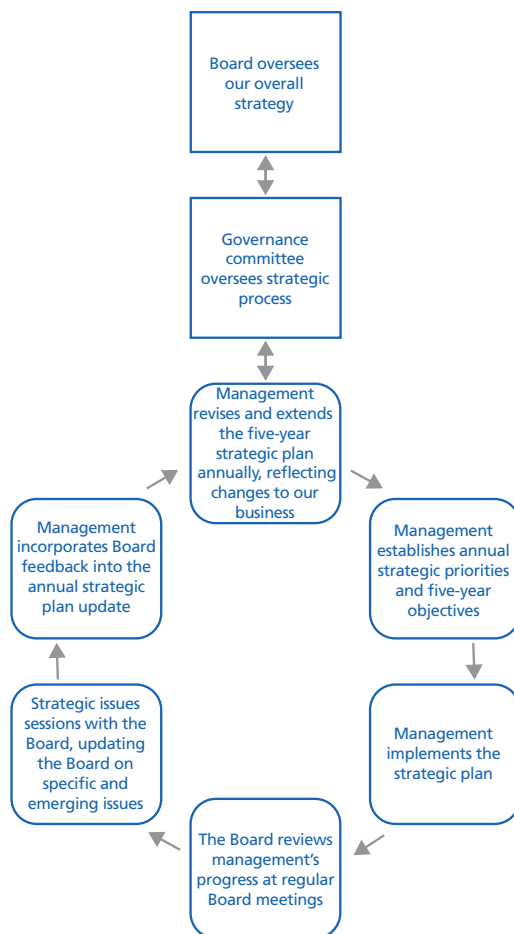 Board oversees
our overall
strategy
Governance
committee
oversees strategic
process
Management
revises and extends
the five-year
strategic plan
annually, reflecting
changes to our
business
Management
establishes annual
strategic priorities
and five-year
objectives
Management
implements the
strategic plan
The Board reviews
management’s
progress at regular
Board meetings
Strategic issues
sessions with the
Board, updating
the Board on
specific and
emerging issues
Management
incorporates Board
feedback into the
annual strategic
plan update